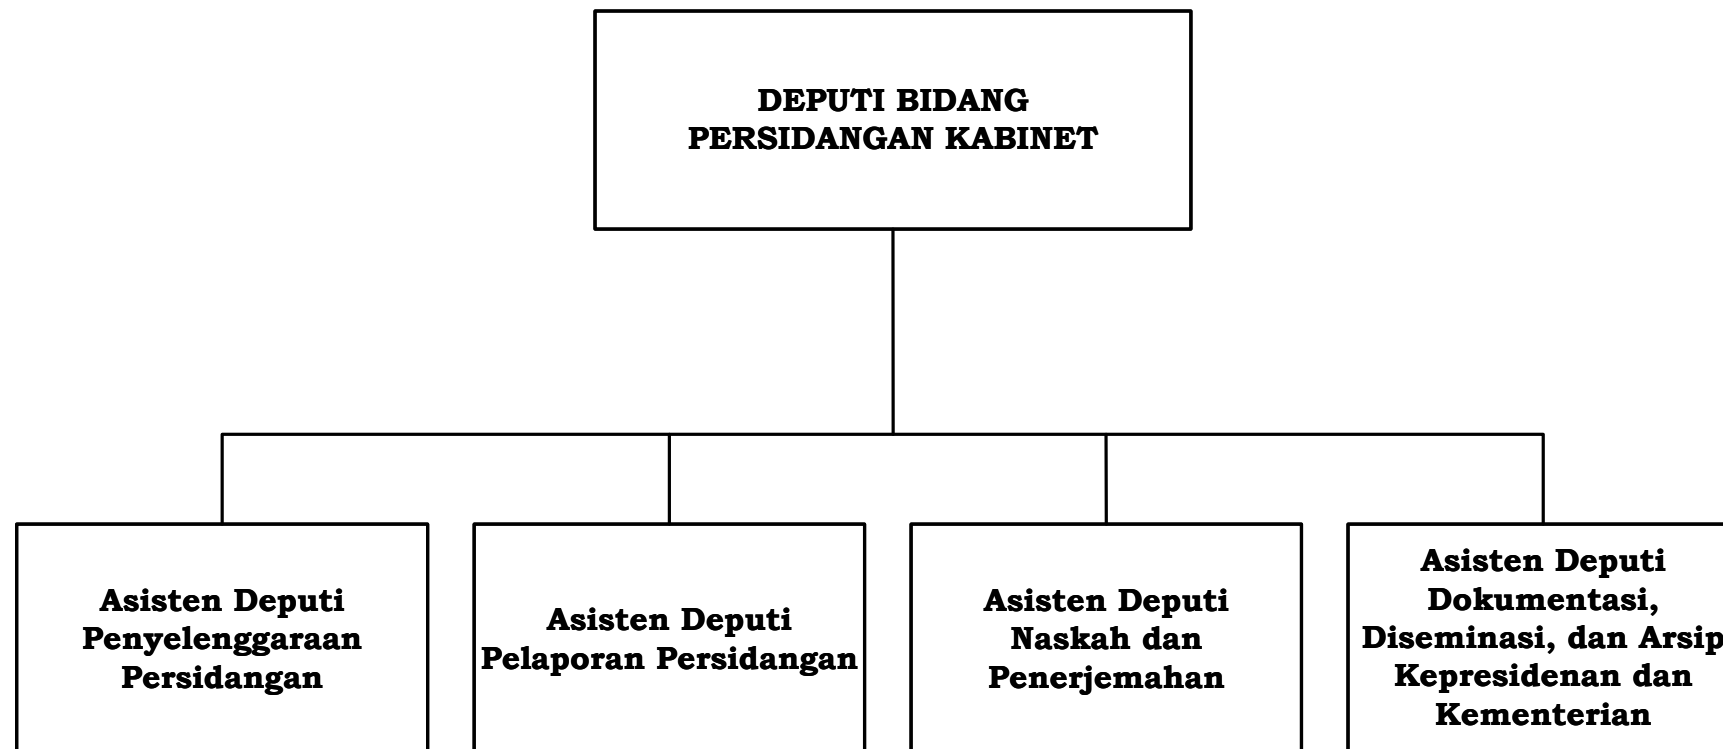 DEPUTI BIDANG
PERSIDANGAN KABINET
Asisten Deputi
Penyelenggaraan
Persidangan
Asisten Deputi
Pelaporan Persidangan
Asisten Deputi
Naskah dan
Penerjemahan
Asisten Deputi
Dokumentasi,
Diseminasi, dan Arsip
Kepresidenan dan
Kementerian